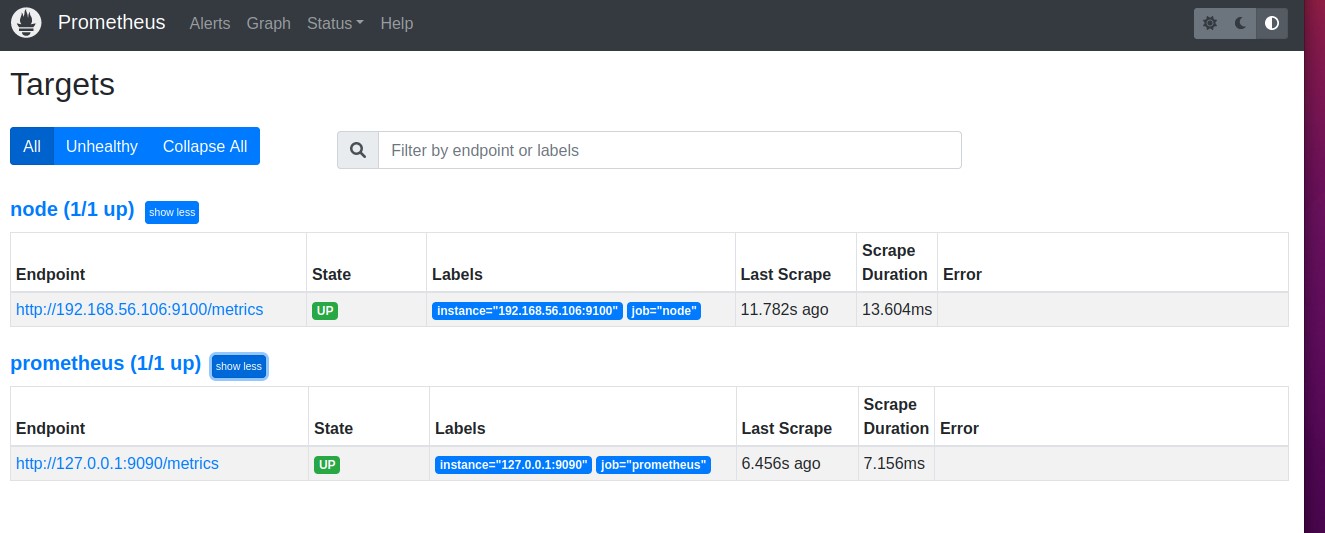 Prometheus Alerts Graph Status Help
Targets
All Unhealthy Collapse All
Filter by endpoint or labels
node (1/1 up) show less
Endpoint State Labels Last Scrape Scrape Duration Error
http://192.168.56.106:9100/metrics UP instance="192.168.56.106:9100" job="node" 11.782s ago 13.604ms
prometheus (1/1 up) show less
Endpoint State Labels Last Scrape Scrape Duration Error
http://127.0.0.1:9090/metrics UP instance="127.0.0.1:9090" job="prometheus" 6.456s ago 7.156ms